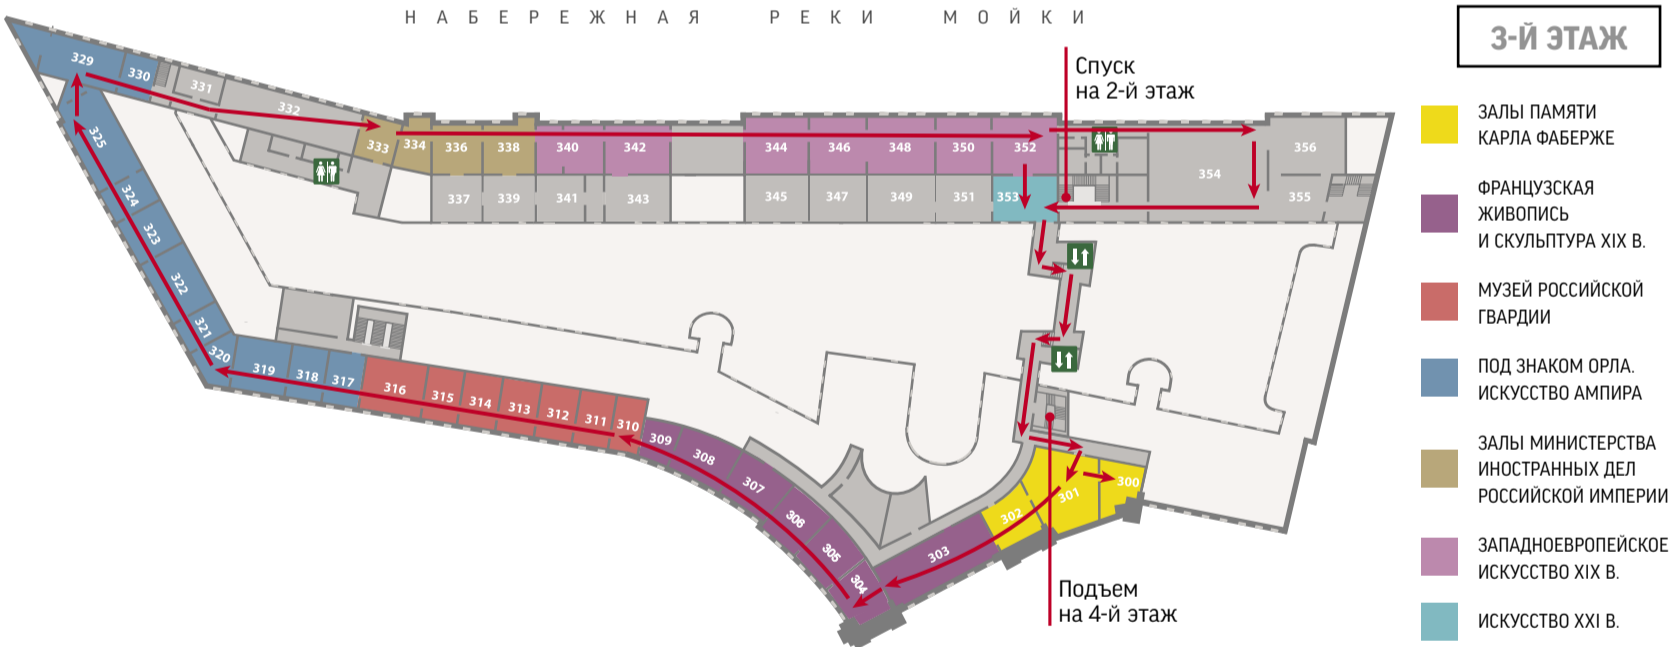 НАБЕРЕЖНАЯ РЕКИ МОЙКИ
3-Й ЭТАЖ
Спуск
на 2-й этаж
329
330
331
332
333
334
336
338
340
342
344
346
348
350
352
354
356
337
339
341
343
345
347
349
351
353
355
325
324
323
322
321
320
319
318
317
316
315
314
313
312
311
310
309
308
307
306
305
304
303
302
301
300
Подъем
на 4-й этаж
ЗАЛЫ ПАМЯТИ
КАРЛА ФАБЕРЖЕ
ФРАНЦУЗСКАЯ
ЖИВОПИСЬ
И СКУЛЬПТУРА XIX В.
МУЗЕЙ РОССИЙСКОЙ
ГВАРДИИ
ПОД ЗНАКОМ ОРЛА.
ИСКУССТВО АМПИРА
ЗАЛЫ МИНИСТЕРСТВА
ИНОСТРАННЫХ ДЕЛ
РОССИЙСКОЙ ИМПЕРИИ
ЗАПАДНОЕВРОПЕЙСКОЕ
ИСКУССТВО XIX В.
ИСКУССТВО XXI В.